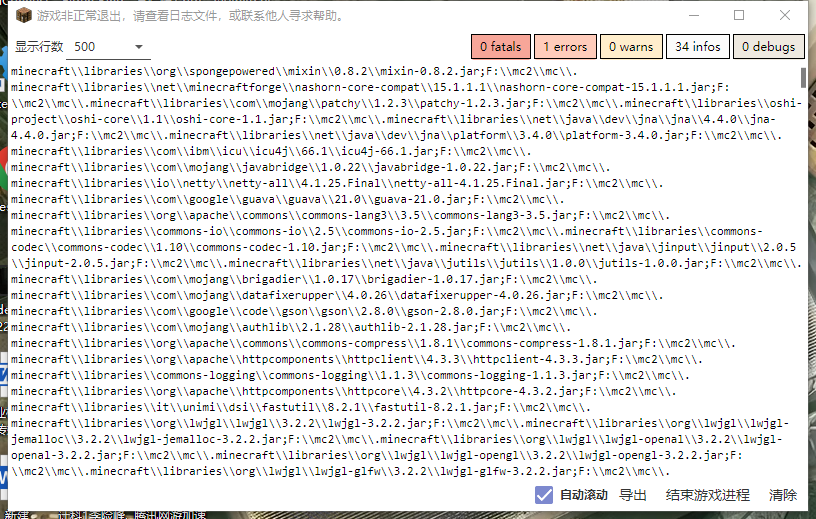 游戏非正常退出，请查看日志文件，或联系他人寻求帮助。
显示行数 500 0 fatals 1 errors 0 warns 34 infos 0 debugs
minecraft\\libraries\\org\\spongepowered\\mixin\\0.8.2\\mixin-0.8.2.jar;F:\\mc2\\mc\\.
minecraft\\libraries\\net\\minecraftforge\\nashorn-core-compat\\15.1.1.1\\nashorn-core-compat-15.1.1.1.jar;F:
\\mc2\\mc\\.minecraft\\libraries\\com\\mojang\\patchy\\1.2.3\\patchy-1.2.3.jar;F:\\mc2\\mc\\.minecraft\\libraries\\oshi-
project\\oshi-core\\1.1\\oshi-core-1.1.jar;F:\\mc2\\mc\\.minecraft\\libraries\\net\\java\\dev\\jna\\jna\\4.4.0\\jna-
4.4.0.jar;F:\\mc2\\mc\\.minecraft\\libraries\\net\\java\\dev\\jna\\platform\\3.4.0\\platform-3.4.0.jar;F:\\mc2\\mc\\.
minecraft\\libraries\\com\\ibm\\icu\\icu4j\\66.1\\icu4j-66.1.jar;F:\\mc2\\mc\\.
minecraft\\libraries\\com\\mojang\\javabridge\\1.0.22\\javabridge-1.0.22.jar;F:\\mc2\\mc\\.
minecraft\\libraries\\io\\netty\\netty-all\\4.1.25.Final\\netty-all-4.1.25.Final.jar;F:\\mc2\\mc\\.
minecraft\\libraries\\com\\google\\guava\\guava\\21.0\\guava-21.0.jar;F:\\mc2\\mc\\.
minecraft\\libraries\\org\\apache\\commons\\commons-lang3\\3.5\\commons-lang3-3.5.jar;F:\\mc2\\mc\\.
minecraft\\libraries\\commons-io\\commons-io\\2.5\\commons-io-2.5.jar;F:\\mc2\\mc\\.minecraft\\libraries\\commons-
codec\\commons-codec\\1.10\\commons-codec-1.10.jar;F:\\mc2\\mc\\.minecraft\\libraries\\net\\java\\jinput\\jinput\\2.0.5
\\jinput-2.0.5.jar;F:\\mc2\\mc\\.minecraft\\libraries\\net\\java\\jutils\\jutils\\1.0.0\\jutils-1.0.0.jar;F:\\mc2\\mc\\.
minecraft\\libraries\\com\\mojang\\brigadier\\1.0.17\\brigadier-1.0.17.jar;F:\\mc2\\mc\\.
minecraft\\libraries\\com\\mojang\\datafixerupper\\4.0.26\\datafixerupper-4.0.26.jar;F:\\mc2\\mc\\.
minecraft\\libraries\\com\\google\\code\\gson\\gson\\2.8.0\\gson-2.8.0.jar;F:\\mc2\\mc\\.
minecraft\\libraries\\com\\mojang\\authlib\\2.1.28\\authlib-2.1.28.jar;F:\\mc2\\mc\\.
minecraft\\libraries\\org\\apache\\commons\\commons-compress\\1.8.1\\commons-compress-1.8.1.jar;F:\\mc2\\mc\\.
minecraft\\libraries\\org\\apache\\httpcomponents\\httpclient\\4.3.3\\httpclient-4.3.3.jar;F:\\mc2\\mc\\.
minecraft\\libraries\\commons-logging\\commons-logging\\1.1.3\\commons-logging-1.1.3.jar;F:\\mc2\\mc\\.
minecraft\\libraries\\org\\apache\\httpcomponents\\httpcore\\4.3.2\\httpcore-4.3.2.jar;F:\\mc2\\mc\\.
minecraft\\libraries\\it\\unimi\\dsi\\fastutil\\8.2.1\\fastutil-8.2.1.jar;F:\\mc2\\mc\\.
minecraft\\libraries\\org\\lwjgl\\lwjgl\\3.2.2\\lwjgl-3.2.2.jar;F:\\mc2\\mc\\.minecraft\\libraries\\org\\lwjgl\\lwjgl-
jemalloc\\3.2.2\\lwjgl-jemalloc-3.2.2.jar;F:\\mc2\\mc\\.minecraft\\libraries\\org\\lwjgl\\lwjgl-openal\\3.2.2\\lwjgl-
openal-3.2.2.jar;F:\\mc2\\mc\\.minecraft\\libraries\\org\\lwjgl\\lwjgl-opengl\\3.2.2\\lwjgl-opengl-3.2.2.jar;F:
\\mc2\\mc\\.minecraft\\libraries\\org\\lwjgl\\lwjgl-glfw\\3.2.2\\lwjgl-glfw-3.2.2.jar;F:\\mc2\\mc\\.
自动滚动 导出 结束游戏进程 清除